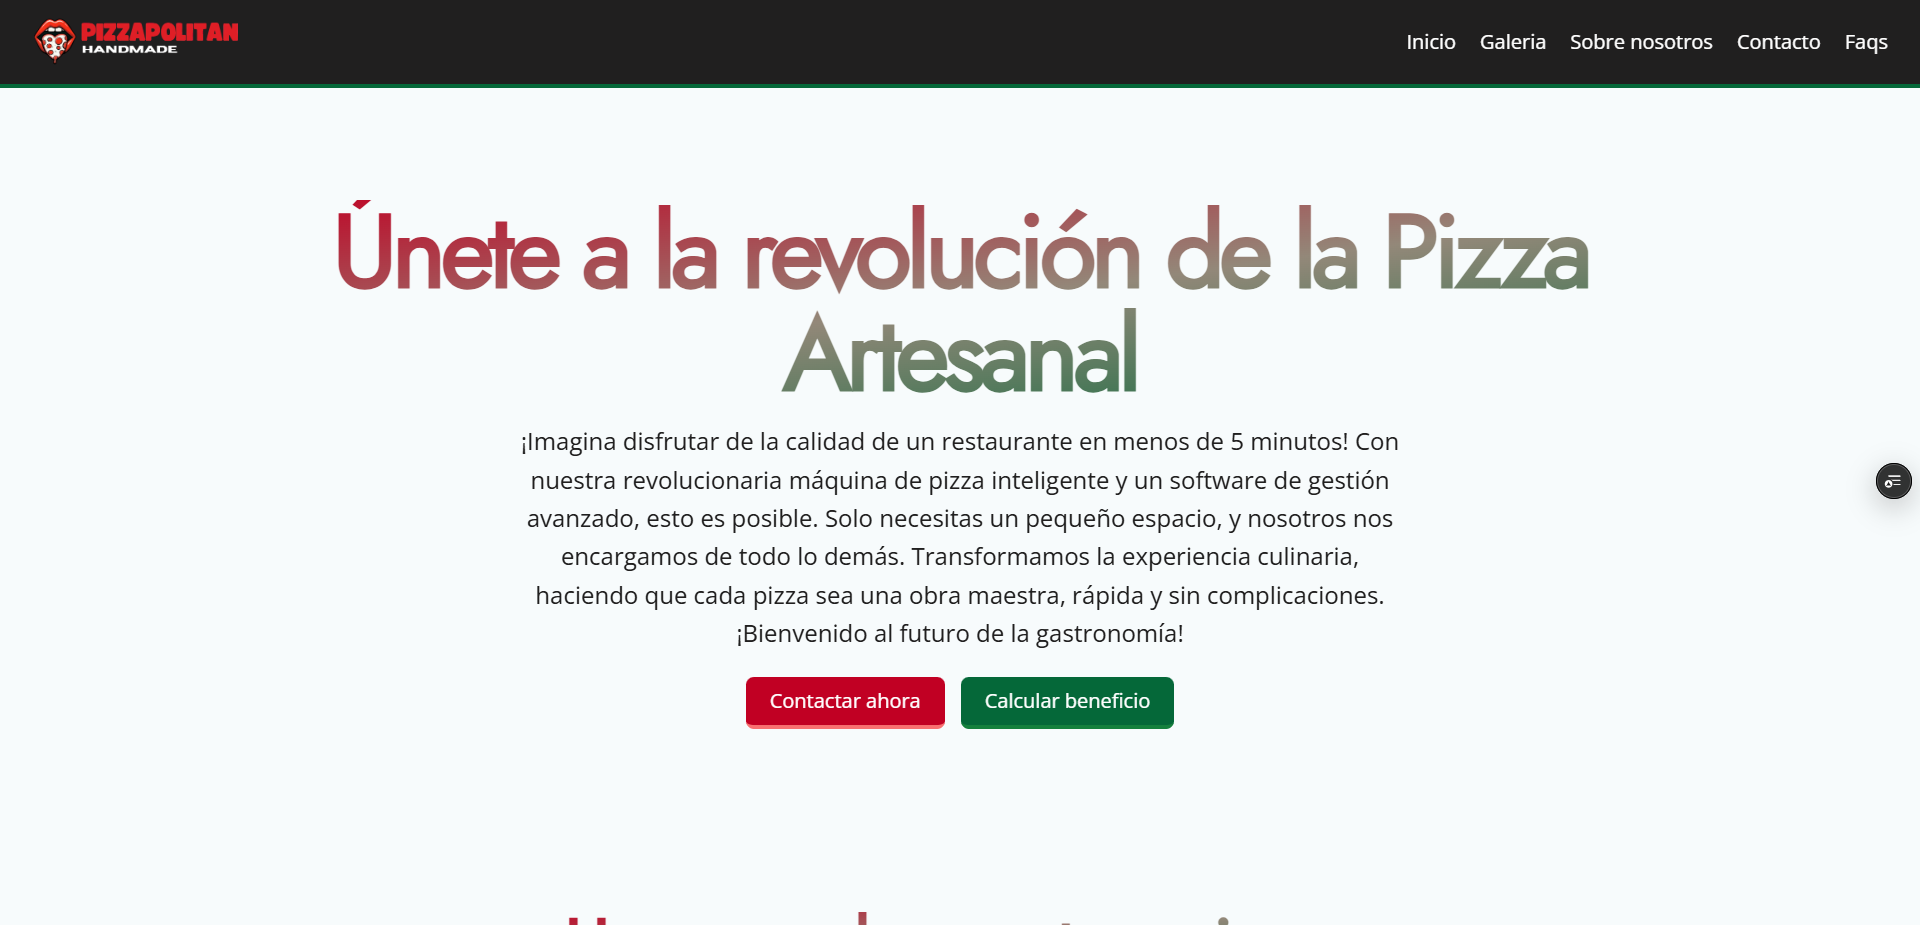 PIZZAPOLITAN
HANDMADE
Inicio Galeria Sobre nosotros Contacto Faqs
Únete a la revolución de la Pizza
Artesanal
¡Imagina disfrutar de la calidad de un restaurante en menos de 5 minutos! Con
nuestra revolucionaria máquina de pizza inteligente y un software de gestión
avanzado, esto es posible. Solo necesitas un pequeño espacio, y nosotros nos
encargamos de todo lo demás. Transformamos la experiencia culinaria,
haciendo que cada pizza sea una obra maestra, rápida y sin complicaciones.
¡Bienvenido al futuro de la gastronomía!
Contactar ahora Calcular beneficio